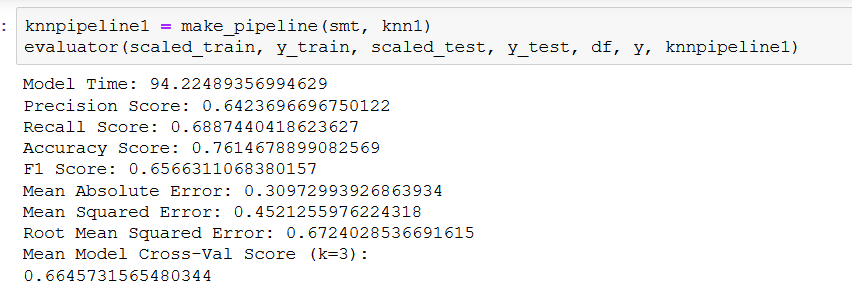 : knnpipeline1 = make_pipeline(smt, knn1)
evaluator(scaled_train, y_train, scaled_test, y_test, df, y, knnpipeline1)
Model Time: 94.22489356994629
Precision Score: 0.6423696696750122
Recall Score: 0.6887440418623627
Accuracy Score: 0.7614678899082569
F1 Score: 0.6566311068380157
Mean Absolute Error: 0.30972993926863934
Mean Squared Error: 0.4521255976224318
Root Mean Squared Error: 0.6724028536691615
Mean Model Cross-Val Score (k=3):
0.6645731565480344